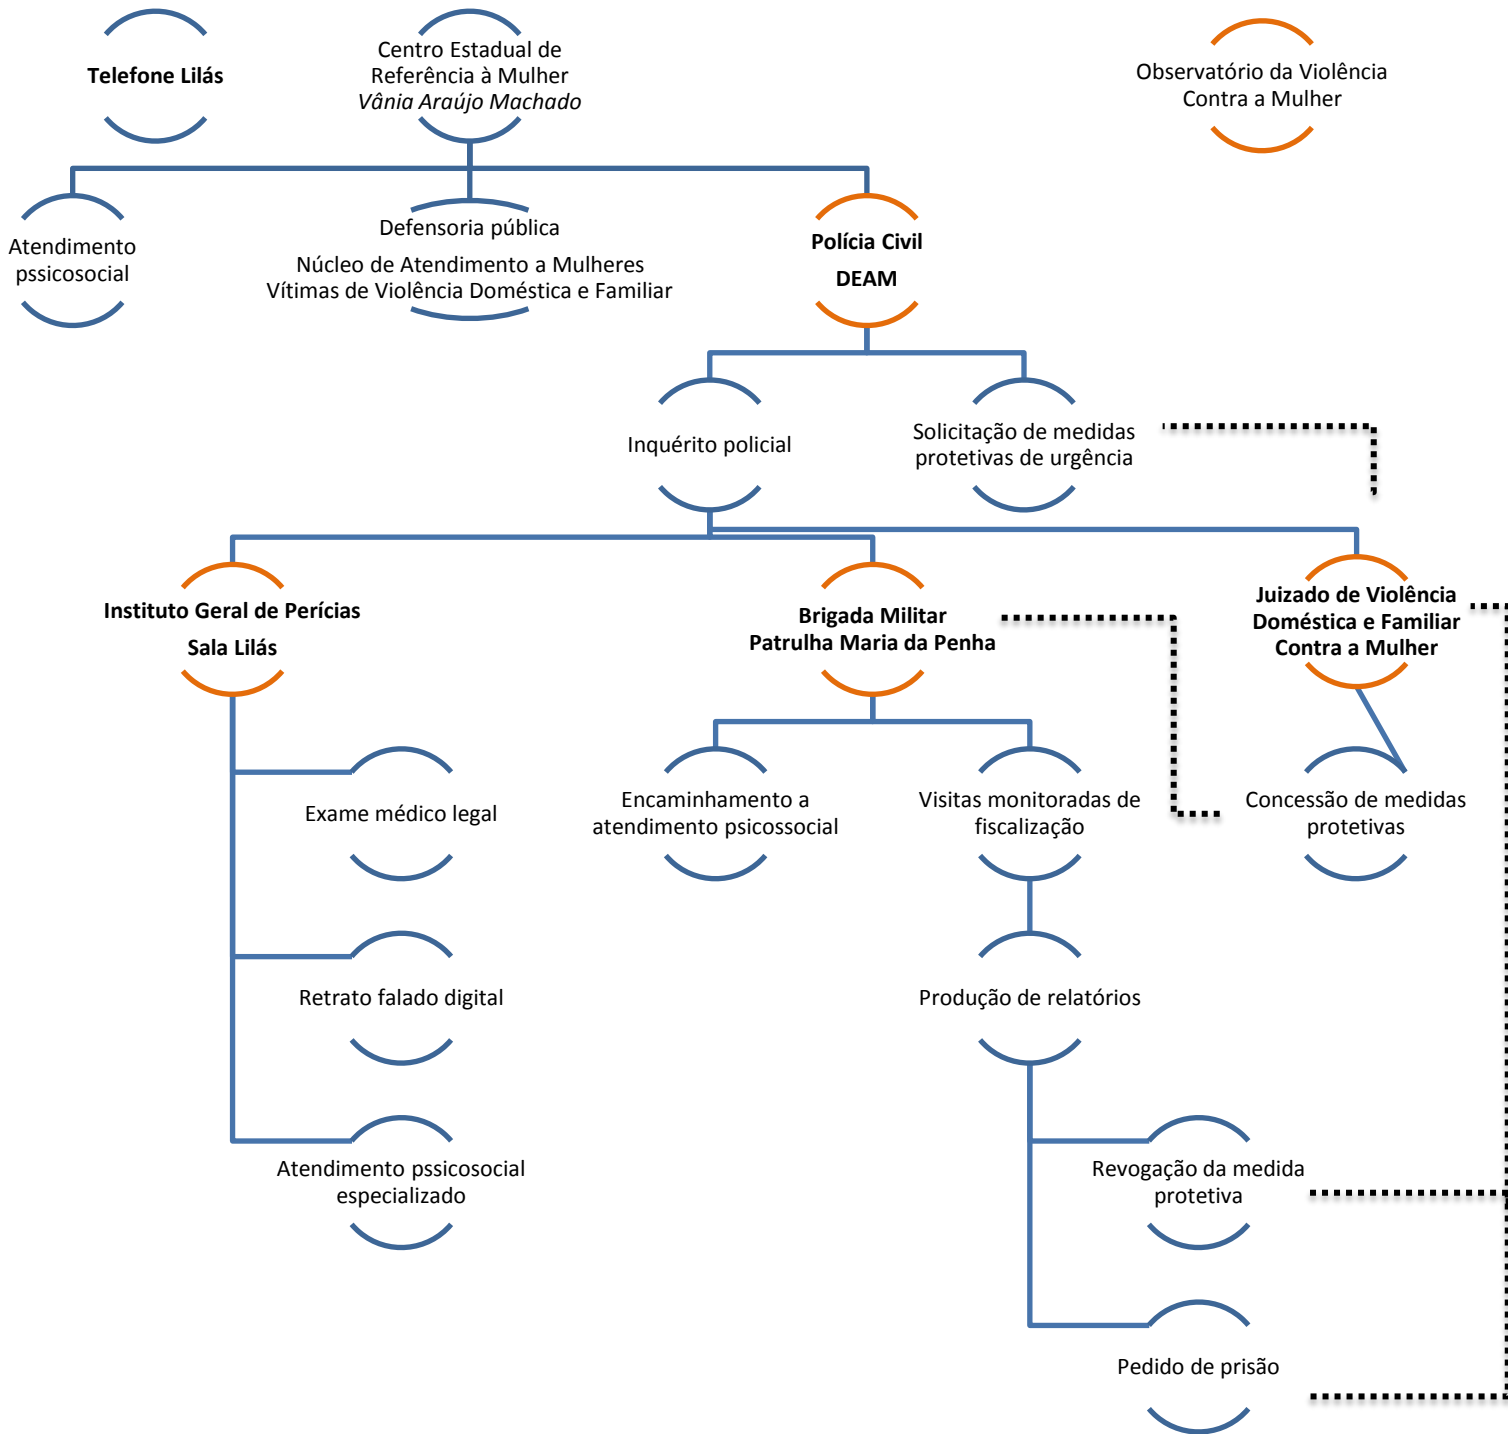 Telefone Lilás
Centro Estadual de
Referência à Mulher
Vânia Araújo Machado
Observatório da Violência
Contra a Mulher
Atendimento
pssicosocial
Defensoria pública
Núcleo de Atendimento a Mulheres
Vítimas de Violência Doméstica e Familiar
Polícia Civil
DEAM
Inquérito policial
Solicitação de medidas
protetivas de urgência
Instituto Geral de Perícias
Sala Lilás
Brigada Militar
Patrulha Maria da Penha
Juizado de Violência
Doméstica e Familiar
Contra a Mulher
Exame médico legal
Encaminhamento a
atendimento psicossocial
Visitas monitoradas de
fiscalização
Concessão de medidas
protetivas
Retrato falado digital
Produção de relatórios
Atendimento pssicosocial
especializado
Revogação da medida
protetiva
Pedido de prisão